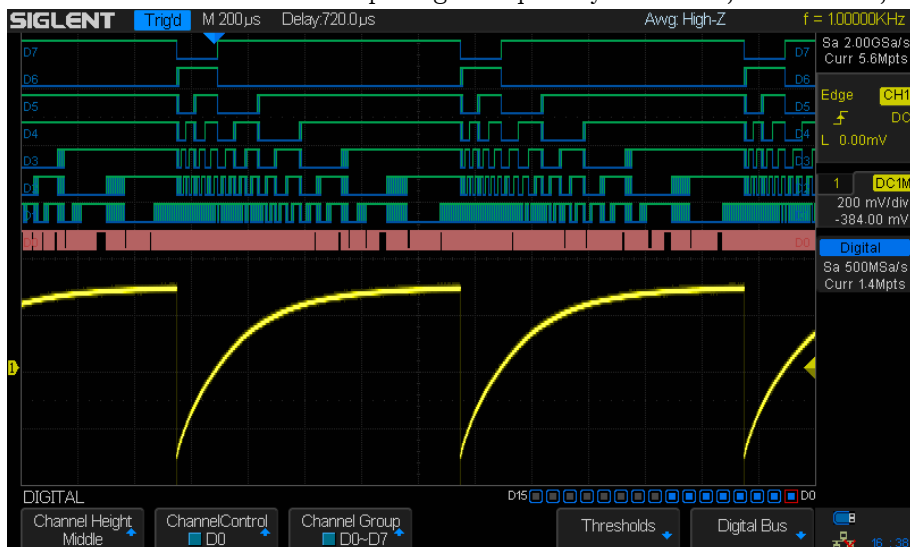 SIGLENT Trig'd M 200µs Delay:720.0µs Awg: High-Z f = 1.00000KHz
Sa 2.00GSa/s
Curr 5.6Mpts
D7 D7
D6 D6
Edge CH1
D5 D5
DC
D4 D4
L 0.00mV
D3 D3
1 DC1M
200 mV/div
-384.00 mV
D0 D0
Digital
Sa 500MSa/s
Curr 1.4Mpts
1
DIGITAL D15 D0
Channel Height ChannelControl Channel Group Thresholds Digital Bus
Middle D0 D0~D7
16 : 38